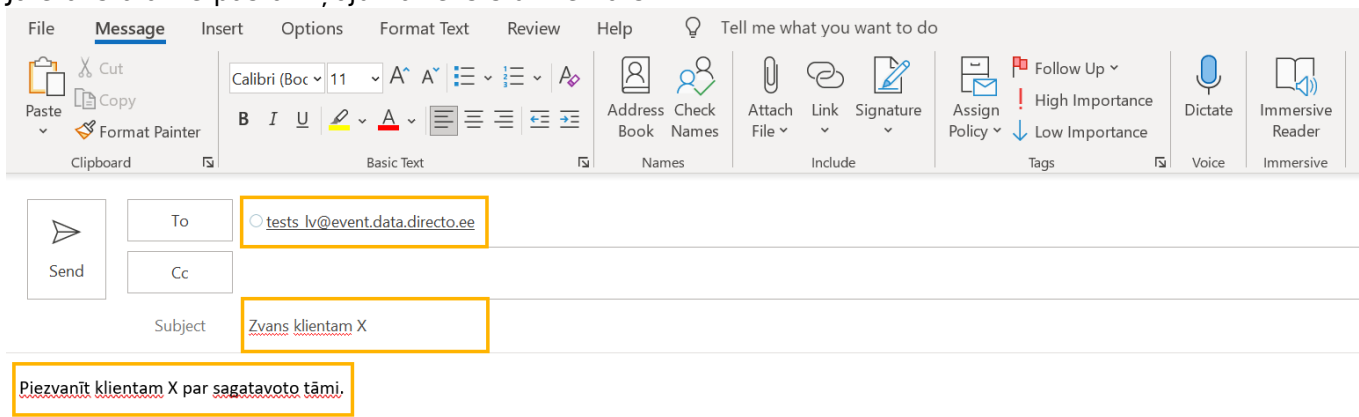 File Message Insert Options Format Text Review Help Tell me what you want to do
Cut Calibri (Boc 11 Follow Up
Copy High Importance
Paste Format Painter B I U A Address Book Check Names Attach File Link Signature Assign Policy Low Importance Dictate Immersive Reader
Clipboard Basic Text Names Include Tags Voice Immersive
To tests_lv@event.data.directo.ee
Send Cc
Subject Zvans klientam X
Piezvanīt klientam X par sagatavoto tāmi.